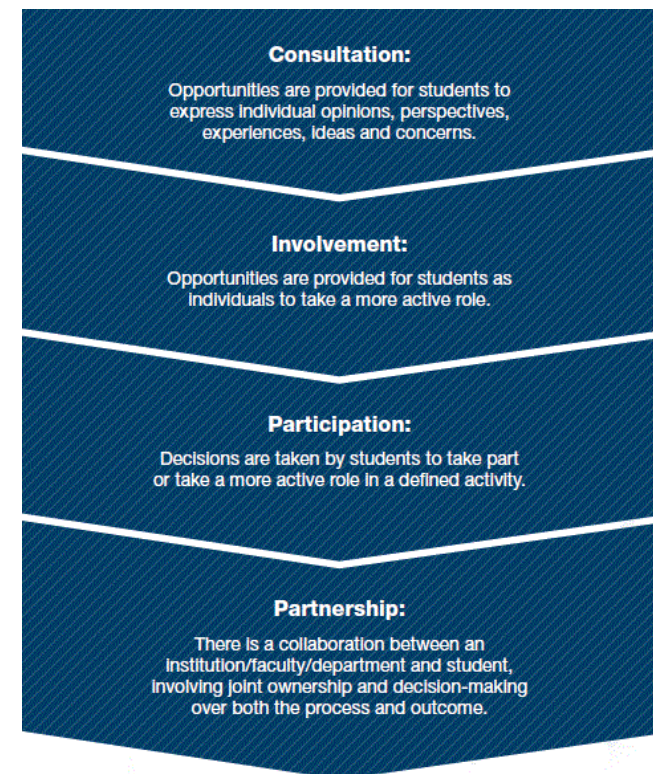 Consultation:
Opportunities are provided for students to
express individual opinions, perspectives,
experiences, ideas and concerns.
Involvement:
Opportunities are provided for students as
individuals to take a more active role.
Participation:
Decisions are taken by students to take part
or take a more active role in a defined activity.
Partnership:
There is a collaboration between an
institution/faculty/department and student,
involving joint ownership and decision-making
over both the process and outcome.